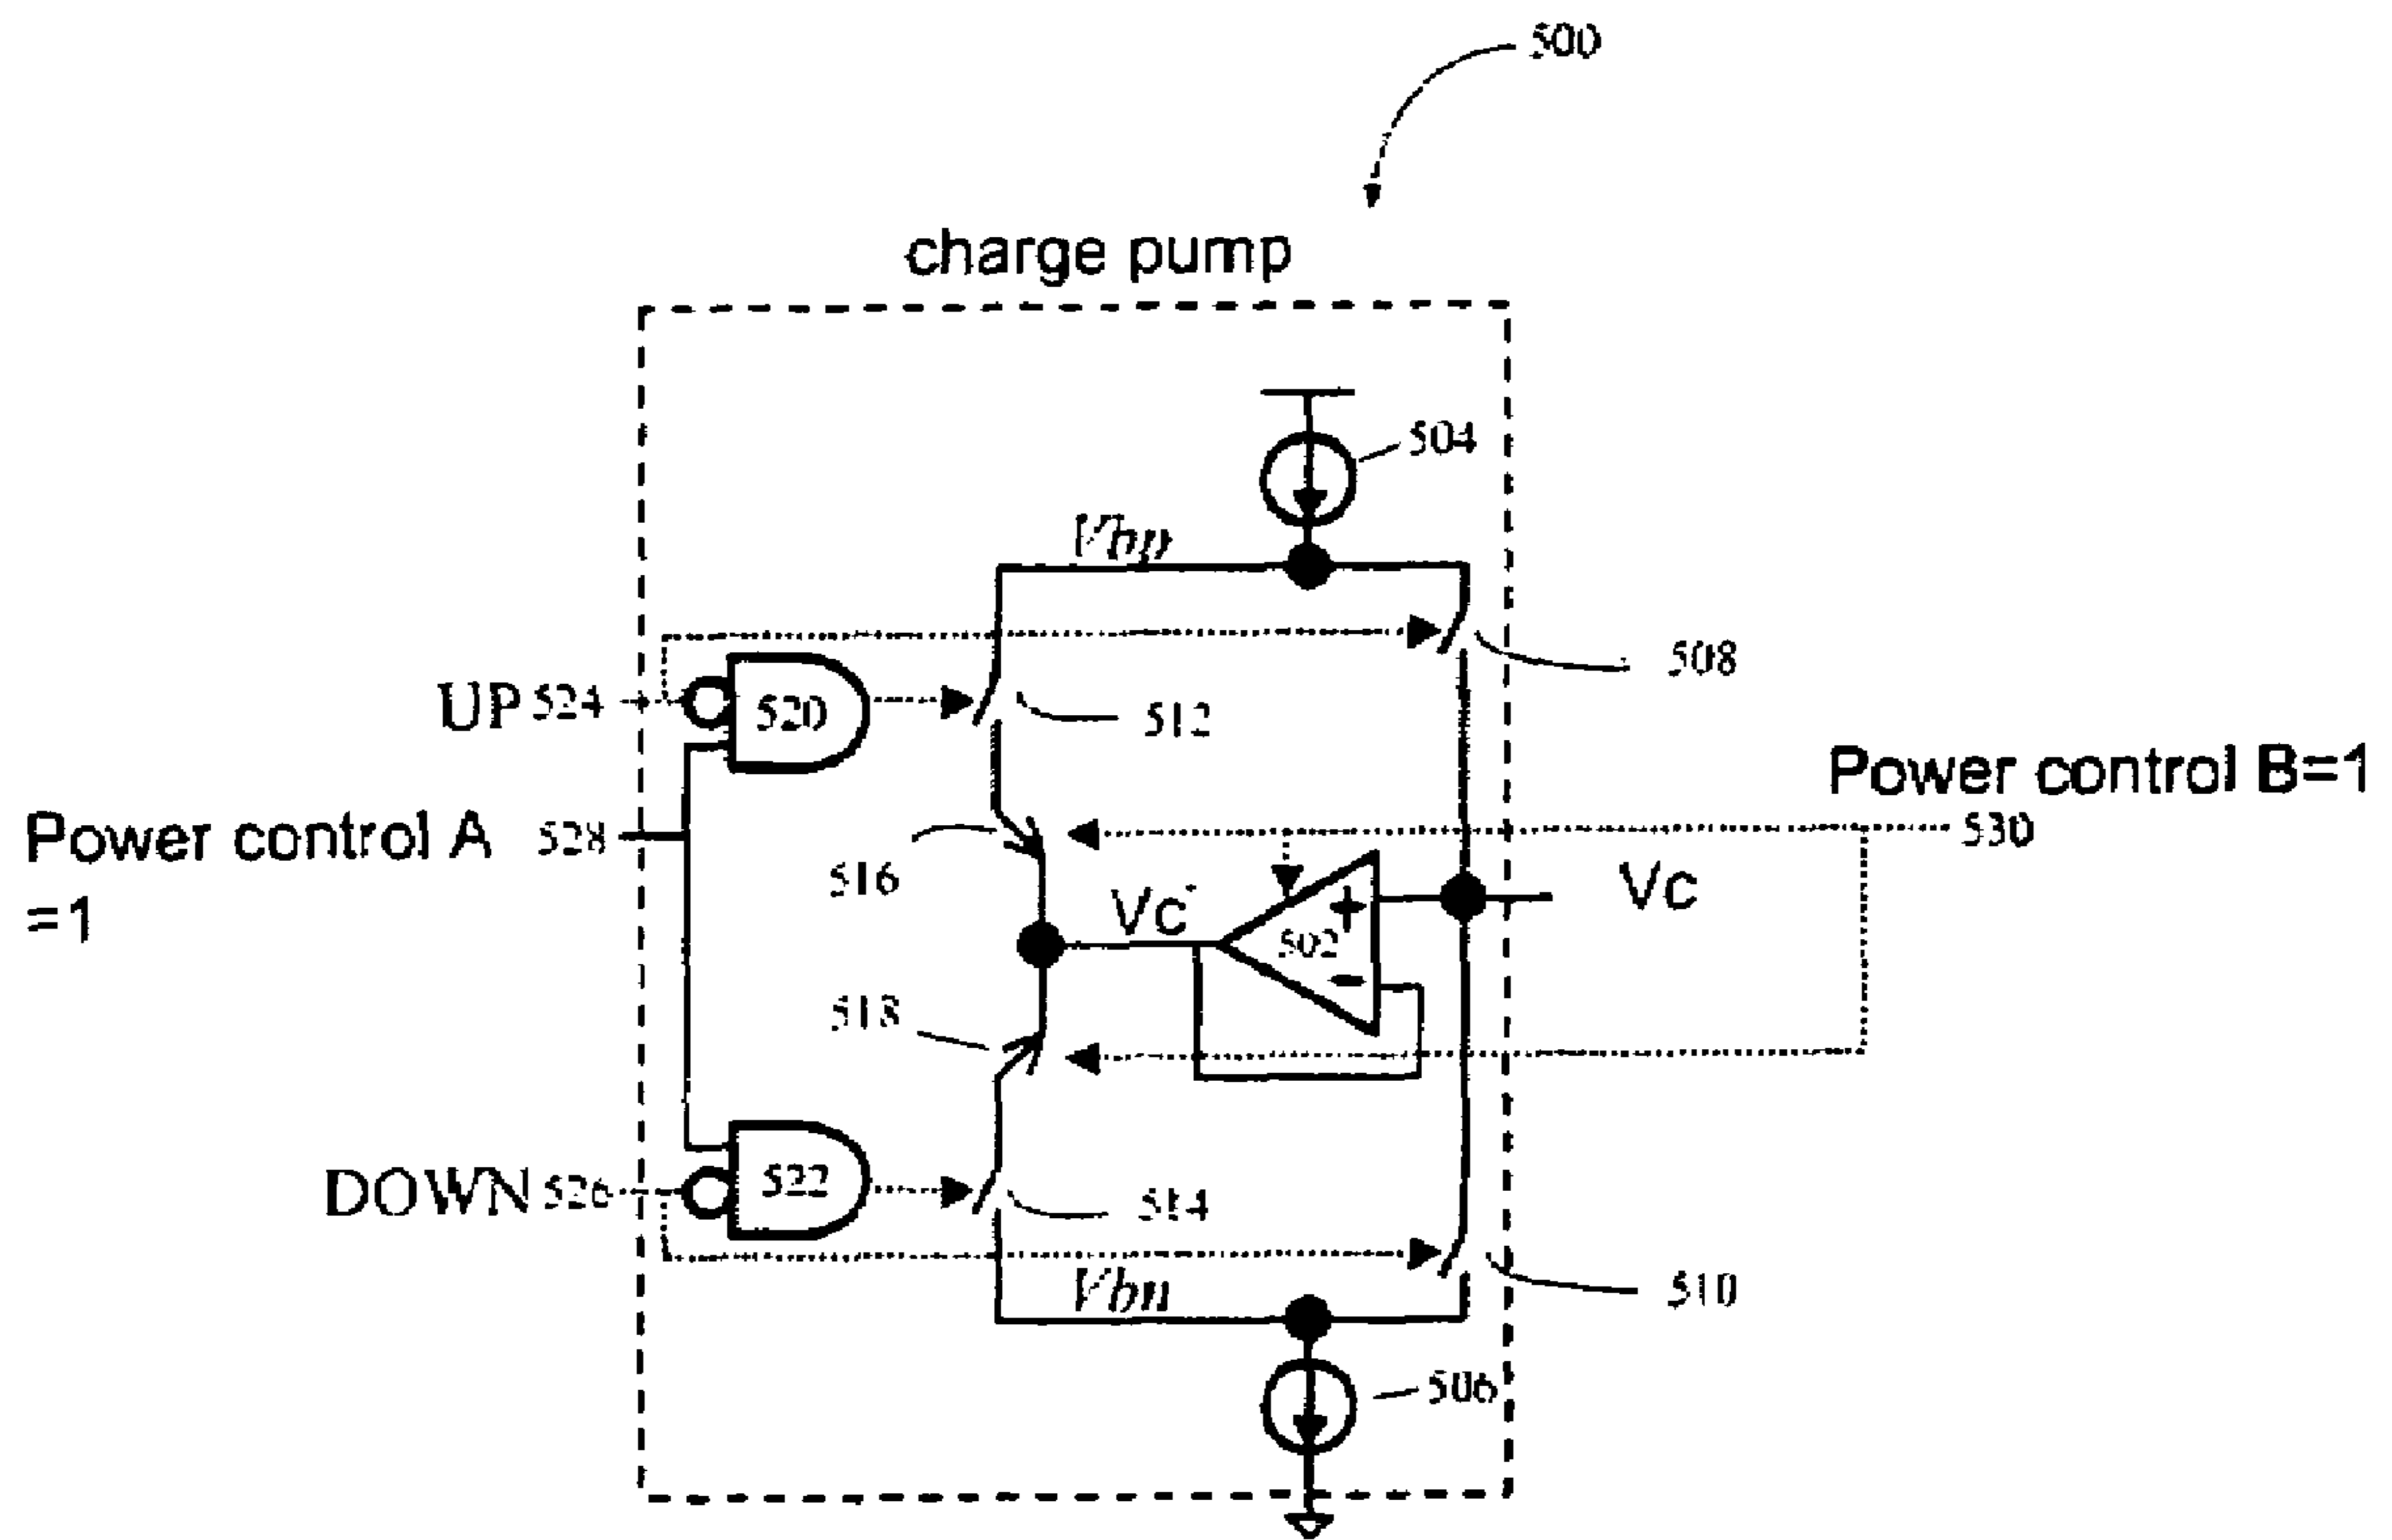 500
charge pump
504
Vbp
508
UP 524
520
512
Power control B=1
530
Power control A
=1
528
516
Vc
Vc'
+
502
-
518
DOWN 526
522
514
510
Vbn
506